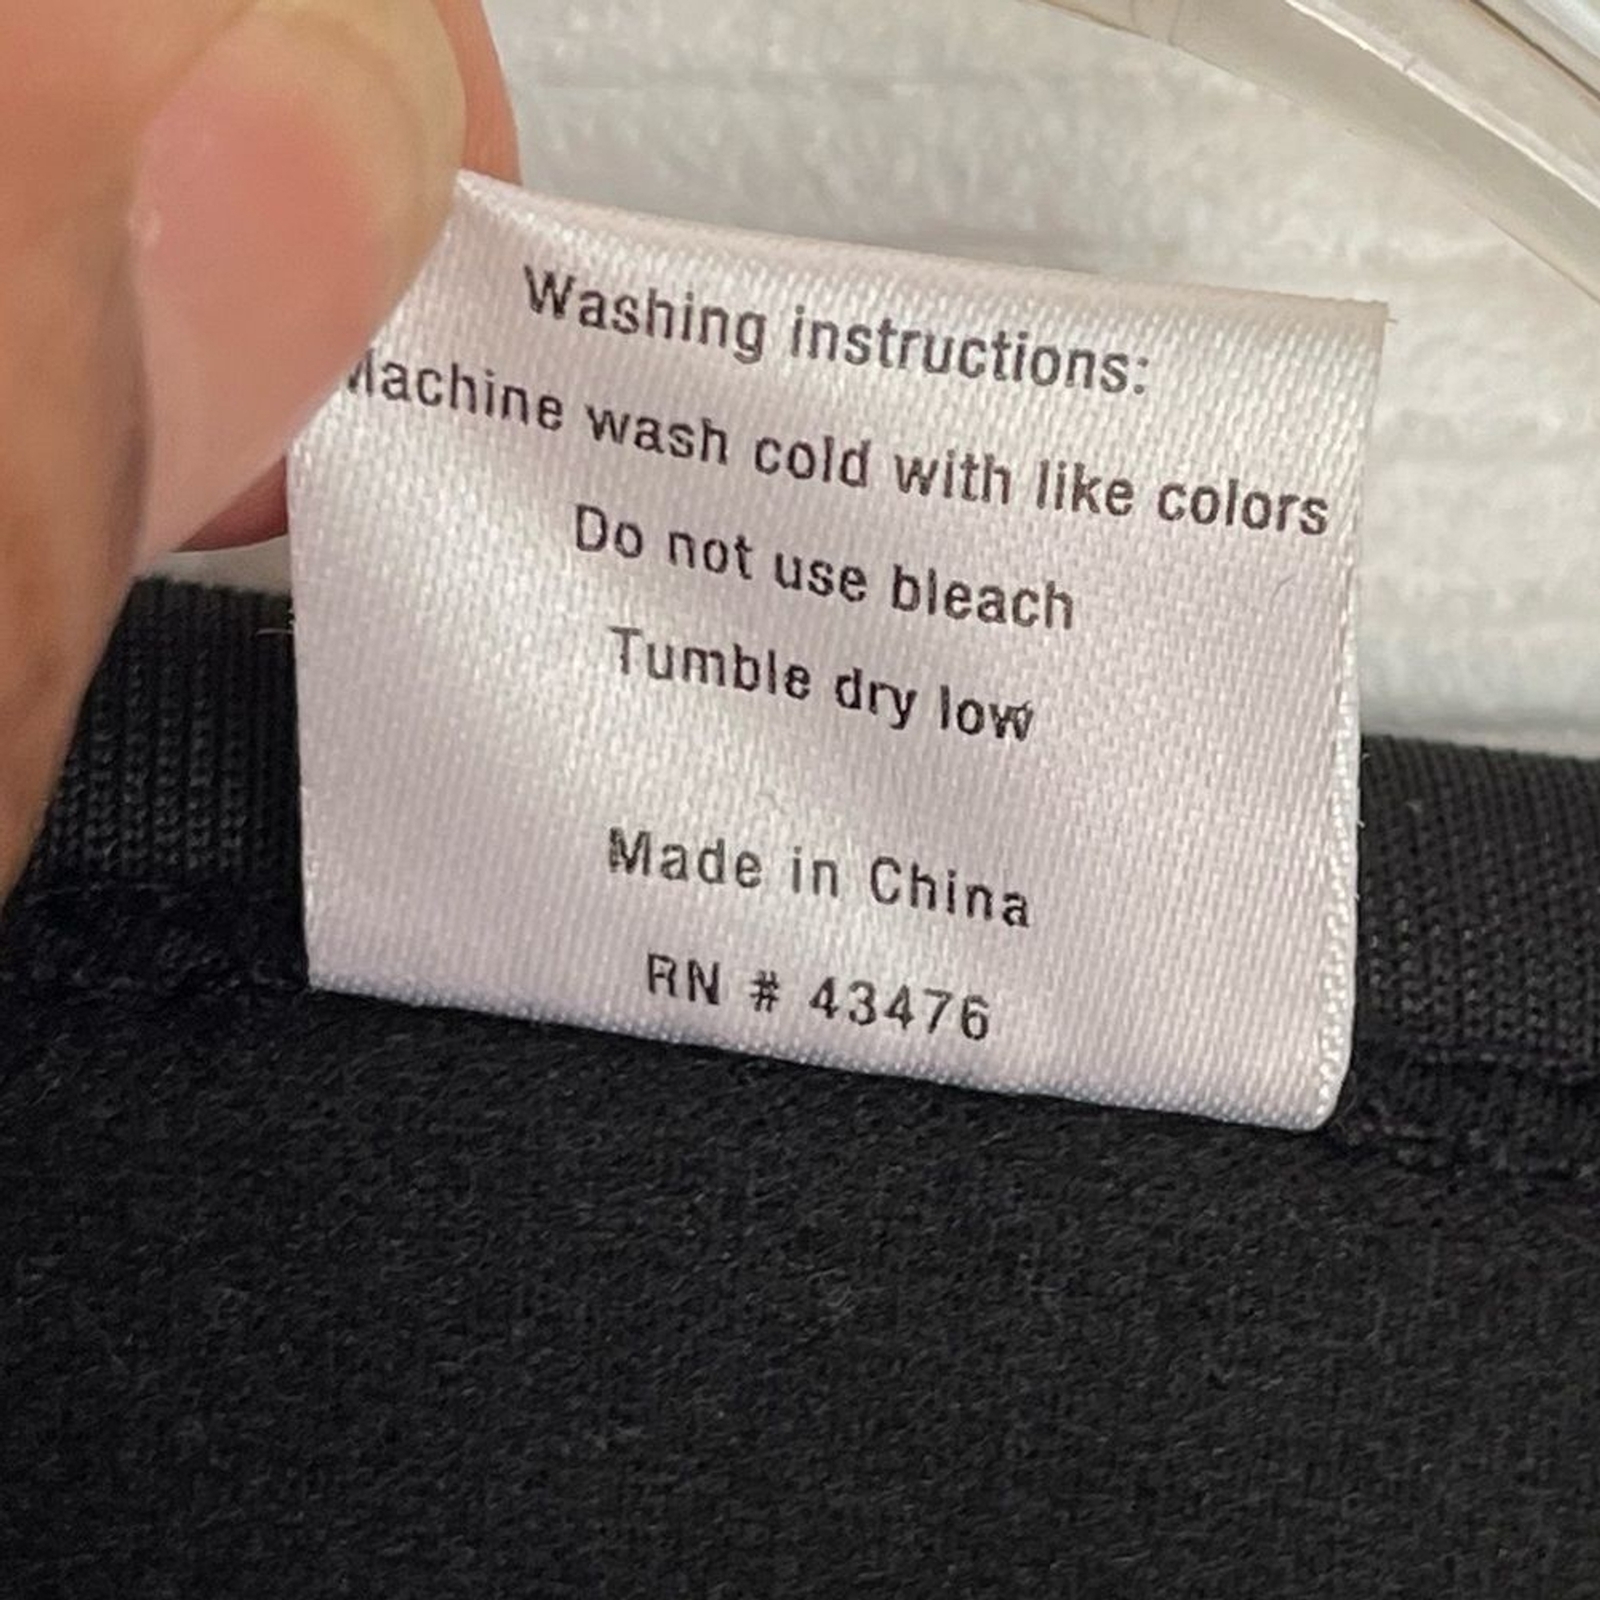 Washing instructions:
Machine wash cold with like colors
Do not use bleach
Tumble dry low
Made in China
RN # 43476